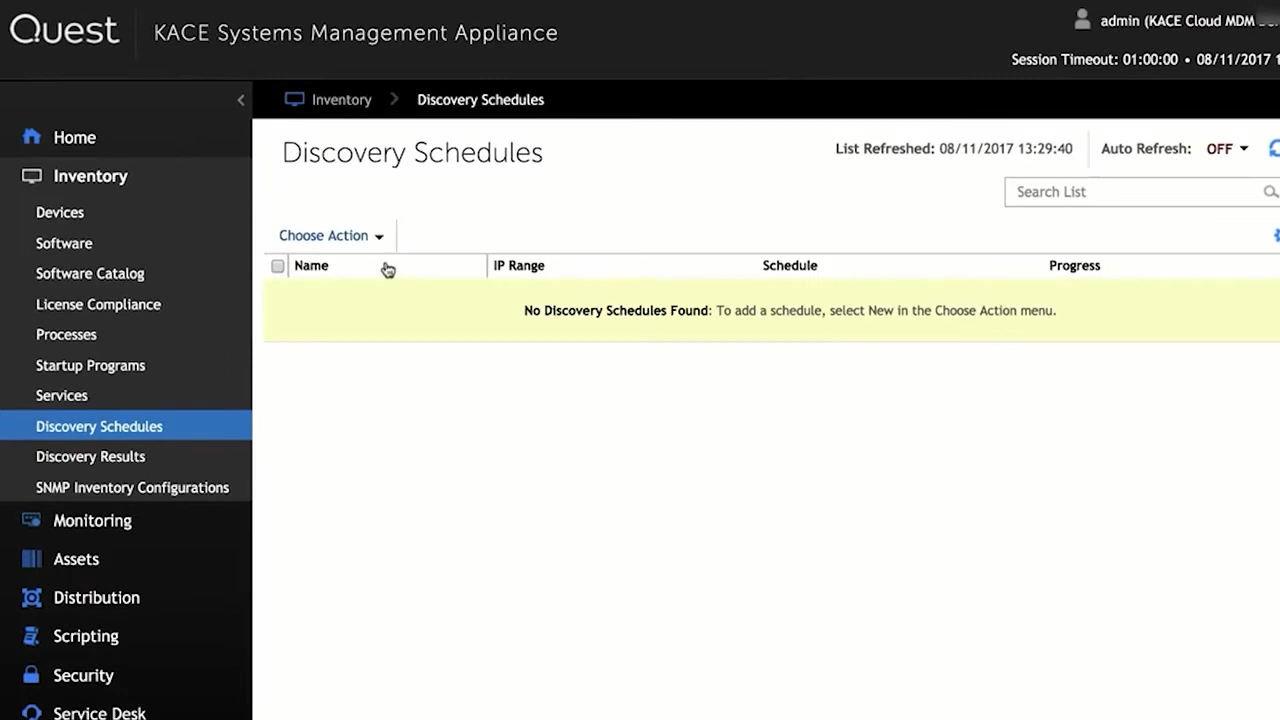 Quest KACE Systems Management Appliance
admin (KACE Cloud MDM
Session Timeout: 01:00:00 • 08/11/2017 1
Inventory Discovery Schedules
Home
Inventory
Devices
Software
Software Catalog
License Compliance
Processes
Startup Programs
Services
Discovery Schedules
Discovery Results
SNMP Inventory Configurations
Monitoring
Assets
Distribution
Scripting
Security
Service Desk
Discovery Schedules
List Refreshed: 08/11/2017 13:29:40 Auto Refresh: OFF
Search List
Choose Action
Name IP Range Schedule Progress
No Discovery Schedules Found: To add a schedule, select New in the Choose Action menu.